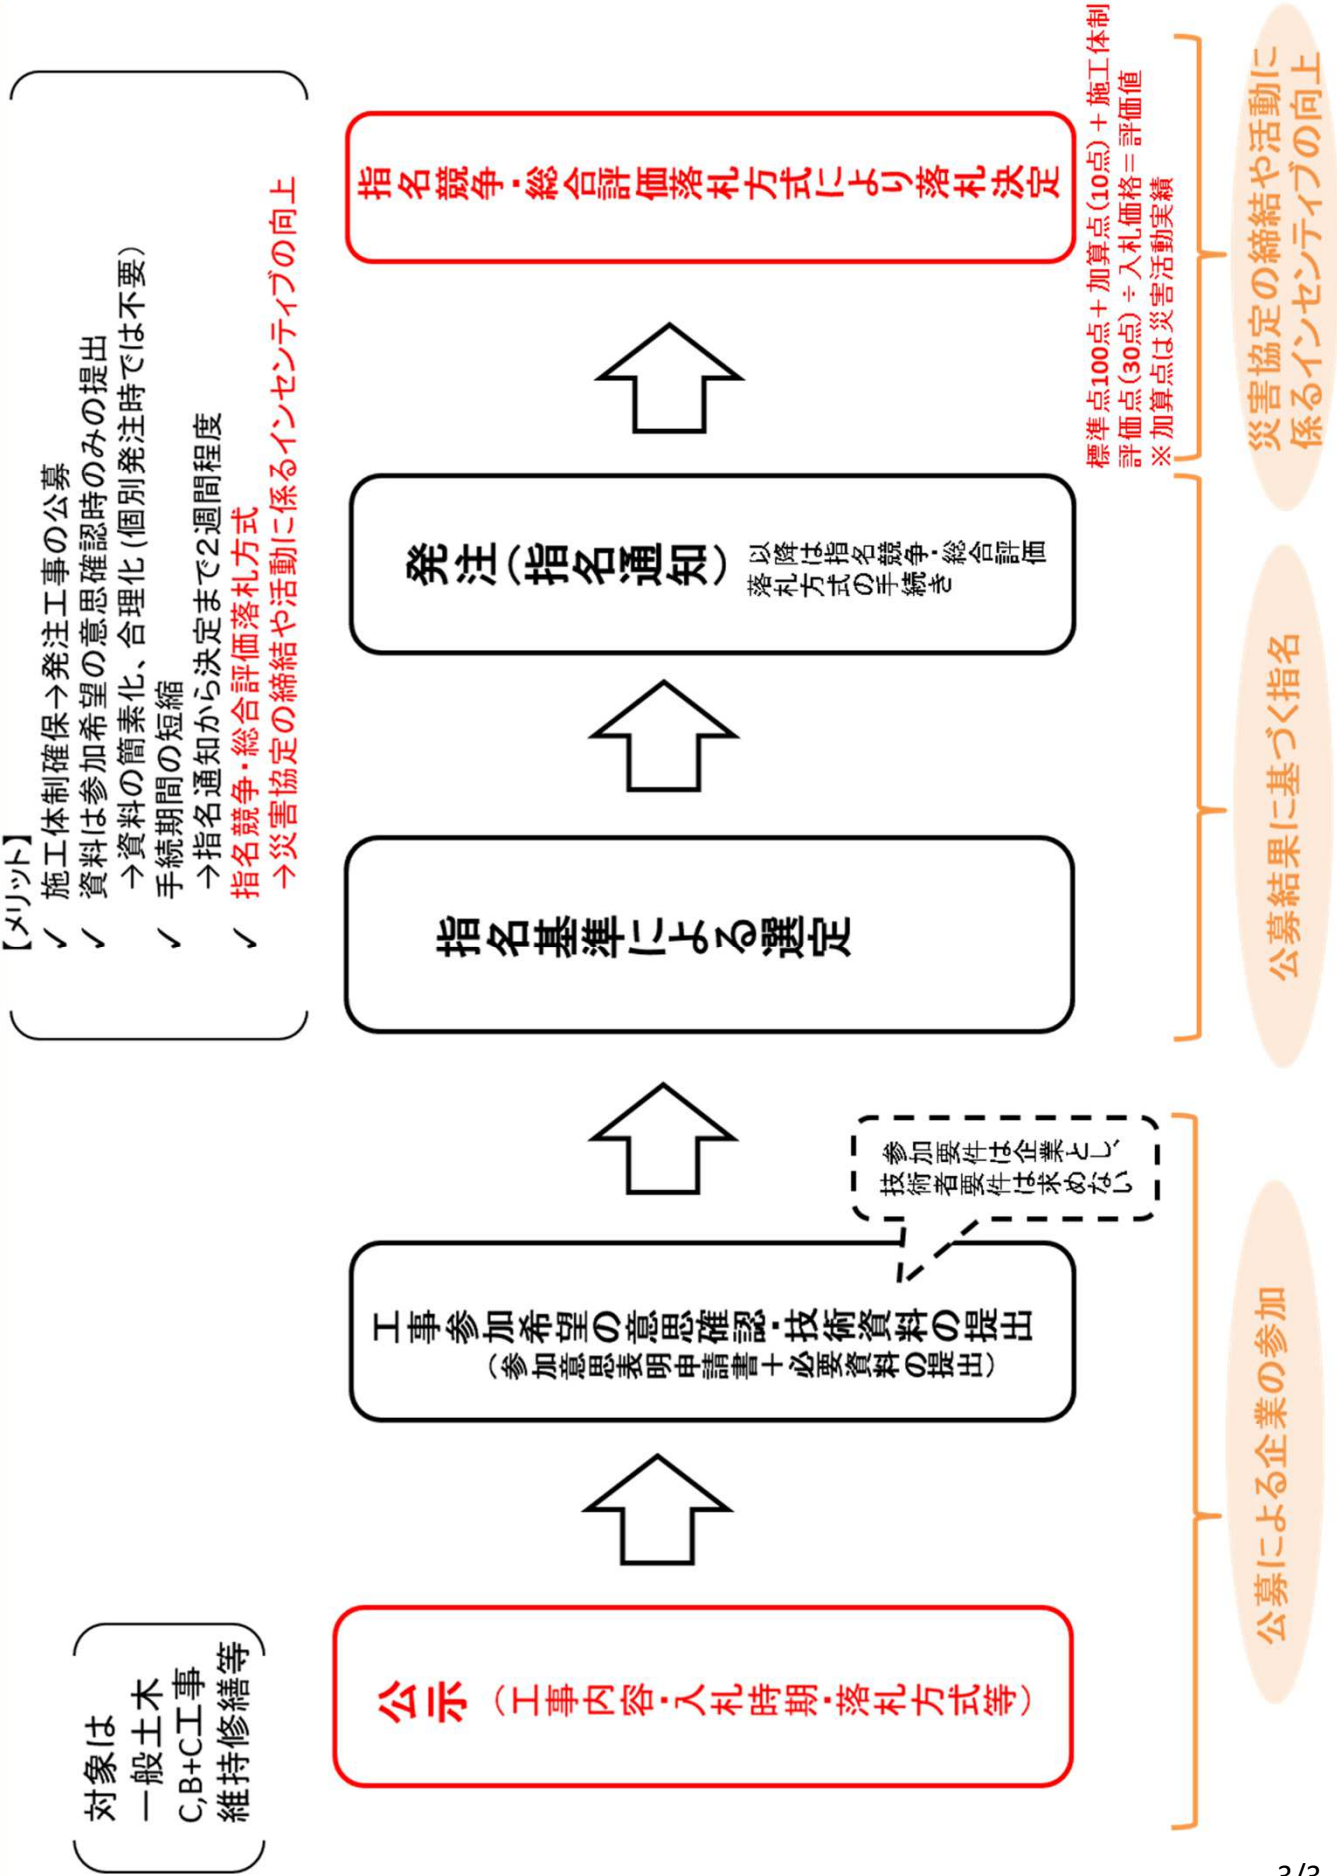 対象は
一般土木
C,B+C工事
維持修繕等
【メリット】
✓ 施工体制確保→発注工事の公募
✓ 資料は参加希望の意思確認時のみの提出
→資料の簡素化、合理化(個別発注時では不要)
✓ 手続期間の短縮
→指名通知から決定まで2週間程度
✓ 指名競争・総合評価落札方式
→災害協定の締結や活動に係るインセンティブの向上
公示
(工事内容・入札時期・落札方式等)
工事参加希望の意思確認・技術資料の提出
(参加意思表明申請書+必要資料の提出)
参加要件は企業とし、
技術者要件は求めない
指名基準による選定
発注(指名通知)
以降は指名競争・総合評価
落札方式の手続き
指名競争・総合評価落札方式により落札決定
標準点100点+加算点(10点)+施工体制
評価点(30点)÷入札価格=評価値
※加算点は災害活動実績
公募による企業の参加
公募結果に基づく指名
災害協定の締結や活動に
係るインセンティブの向上
3/3